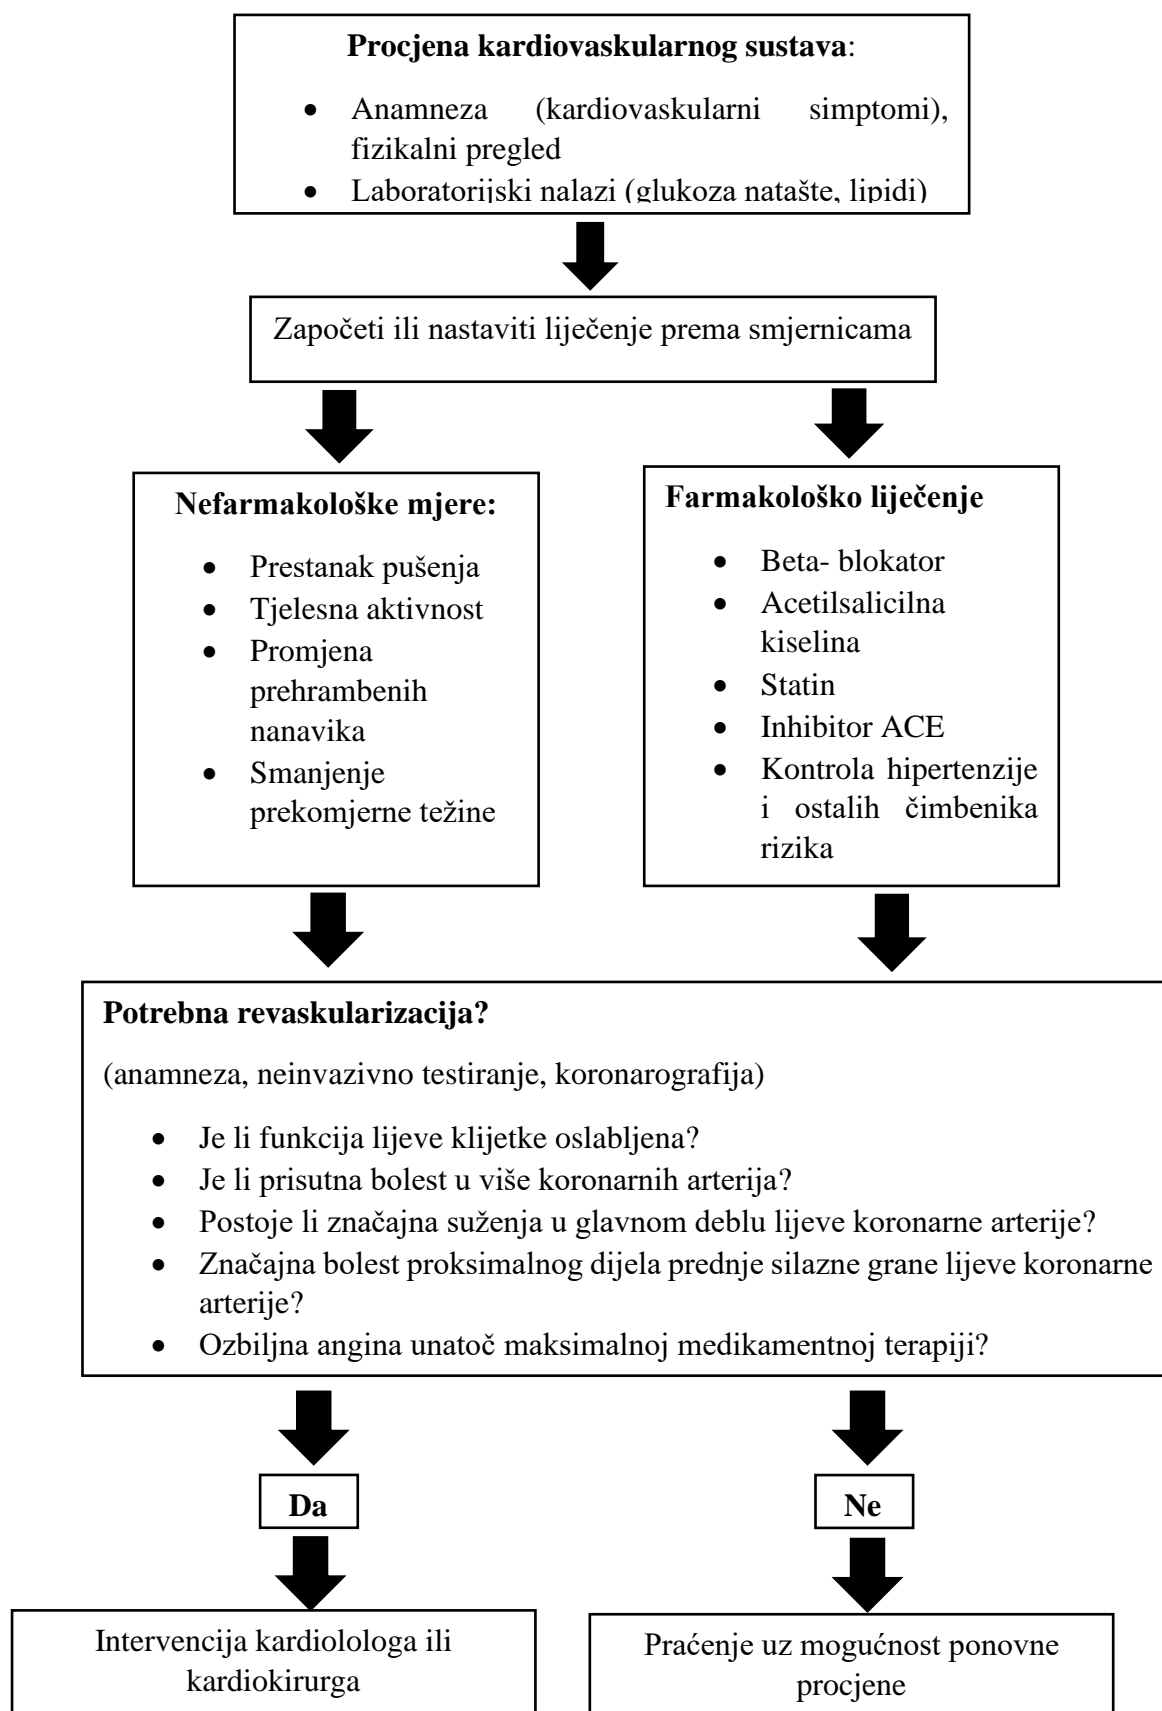 Procjena kardiovaskularnog sustava:
• Anamneza (kardiovaskularni simptomi),
fizikalni pregled
• Laboratorijski nalazi (glukoza natašte, lipidi)
Započeti ili nastaviti liječenje prema smjernicama
Nefarmakološke mjere:
• Prestanak pušenja
• Tjelesna aktivnost
• Promjena
prehrambenih
nanavika
• Smanjenje
prekomjerne težine
Farmakološko liječenje
• Beta- blokator
• Acetilsalicilna
kiselina
• Statin
• Inhibitor ACE
• Kontrola hipertenzije
i ostalih čimbenika
rizika
Potrebna revaskularizacija?
(anamneza, neinvazivno testiranje, koronarografija)
• Je li funkcija lijeve klijetke oslabljena?
• Je li prisutna bolest u više koronarnih arterija?
• Postoje li značajna suženja u glavnom deblu lijeve koronarne arterije?
• Značajna bolest proksimalnog dijela prednje silazne grane lijeve koronarne
arterije?
• Ozbiljna angina unatoč maksimalnoj medikamentnoj terapiji?
Da
Ne
Intervencija kardiolologa ili
kardiokirurga
Praćenje uz mogućnost ponovne
procjene